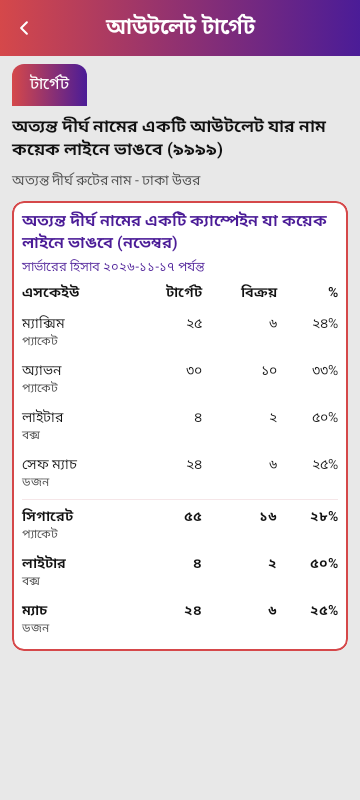 আউটলেট টার্গেট
টার্গেট
অত্যন্ত দীর্ঘ নামের একটি আউটলেট যার নাম
কয়েক লাইনে ভাঙবে (৯৯৯৯)
অত্যন্ত দীর্ঘ রুটের নাম - ঢাকা উত্তর
অত্যন্ত দীর্ঘ নামের একটি ক্যাম্পেইন যা কয়েক
লাইনে ভাঙবে (নভেম্বর)
সার্ভারের হিসাব ২০২৬-১১-১৭ পর্যন্ত
এসকেইউ টার্গেট বিক্রয় %
ম্যাক্সিম ২৫ ৬ ২৪%
প্যাকেট
অ্যাভন ৩০ ১০ ৩৩%
প্যাকেট
লাইটার ৪ ২ ৫০%
বক্স
সেফ ম্যাচ ২৪ ৬ ২৫%
ডজন
সিগারেট ৫৫ ১৬ ২৮%
প্যাকেট
লাইটার ৪ ২ ৫০%
বক্স
ম্যাচ ২৪ ৬ ২৫%
ডজন